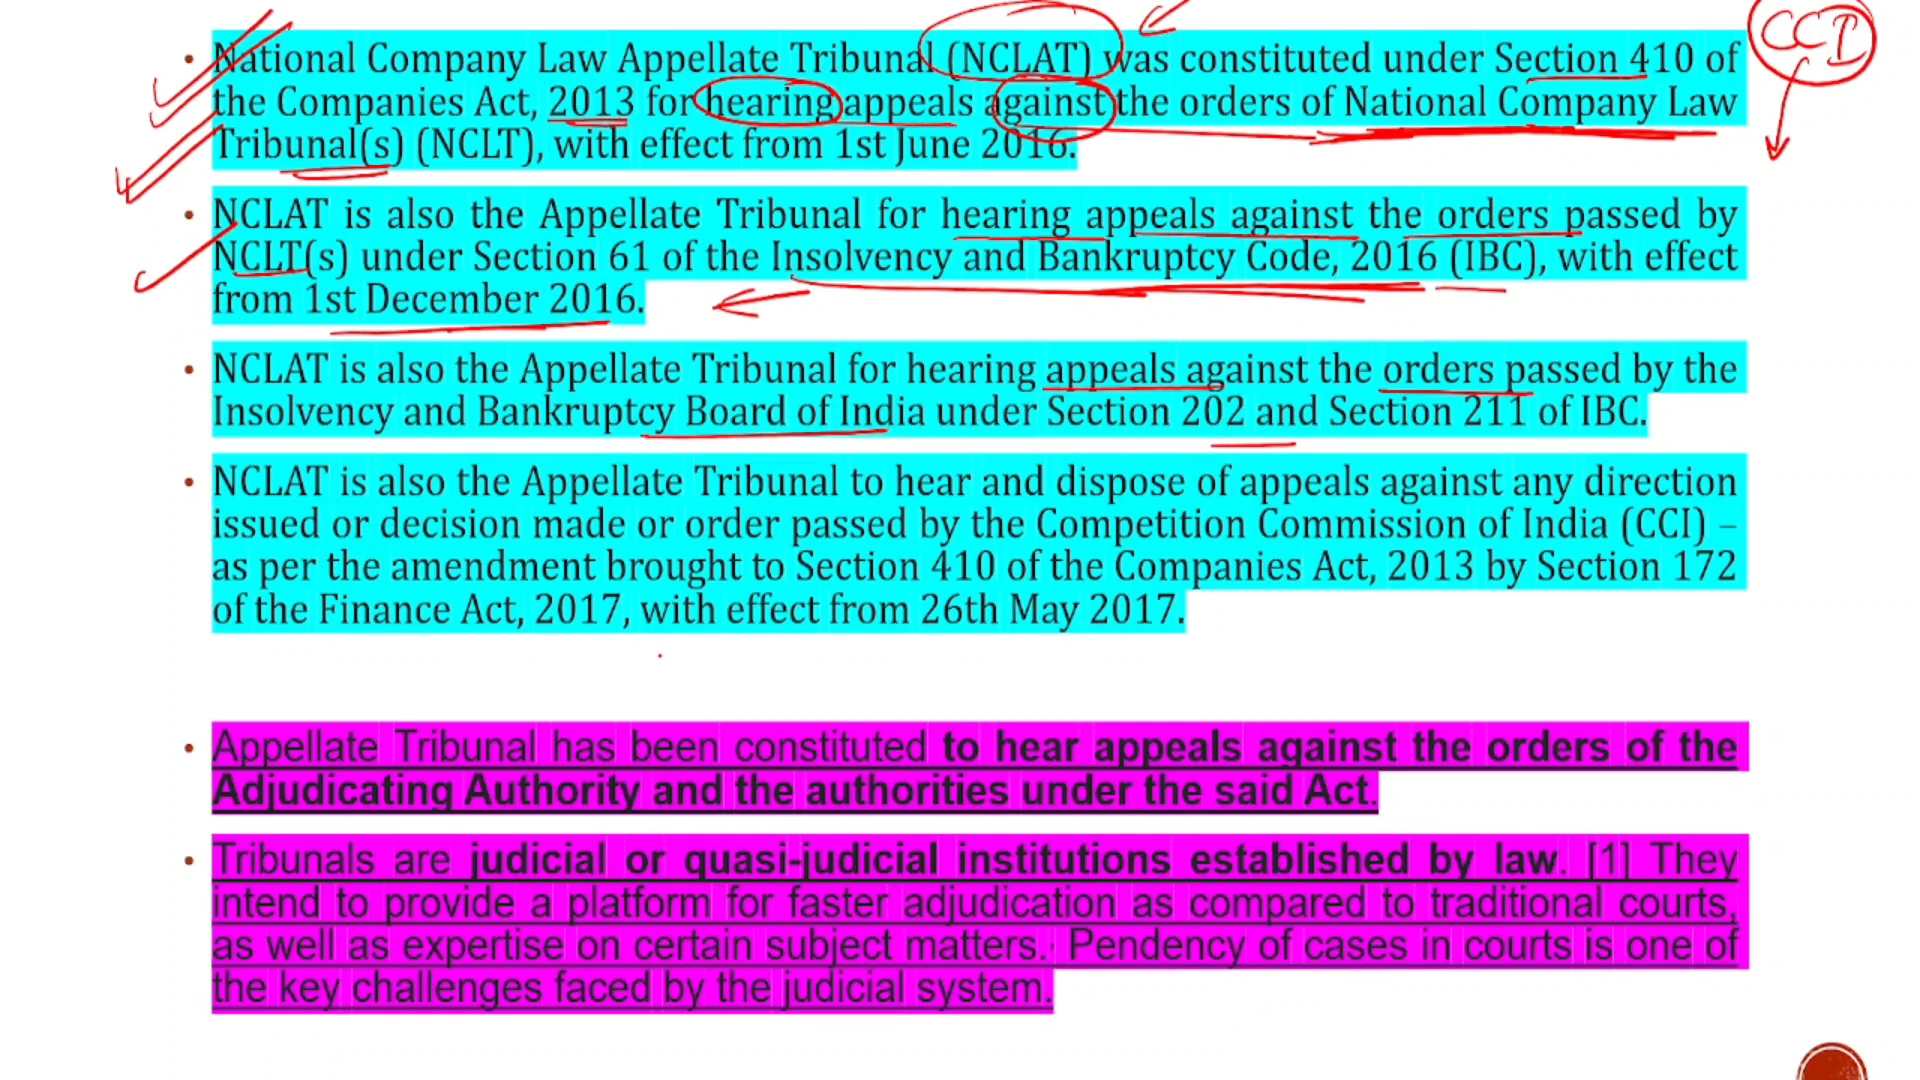 CCI
• National Company Law Appellate Tribunal (NCLAT) was constituted under Section 410 of
the Companies Act, 2013 for hearing appeals against the orders of National Company Law
Tribunal(s) (NCLT), with effect from 1st June 2016.
• NCLAT is also the Appellate Tribunal for hearing appeals against the orders passed by
NCLT(s) under Section 61 of the Insolvency and Bankruptcy Code, 2016 (IBC), with effect
from 1st December 2016.
• NCLAT is also the Appellate Tribunal for hearing appeals against the orders passed by the
Insolvency and Bankruptcy Board of India under Section 202 and Section 211 of IBC.
• NCLAT is also the Appellate Tribunal to hear and dispose of appeals against any direction
issued or decision made or order passed by the Competition Commission of India (CCI) –
as per the amendment brought to Section 410 of the Companies Act, 2013 by Section 172
of the Finance Act, 2017, with effect from 26th May 2017.
• Appellate Tribunal has been constituted to hear appeals against the orders of the
Adjudicating Authority and the authorities under the said Act.
• Tribunals are judicial or quasi-judicial institutions established by law. [1] They
intend to provide a platform for faster adjudication as compared to traditional courts,
as well as expertise on certain subject matters. Pendency of cases in courts is one of
the key challenges faced by the judicial system.